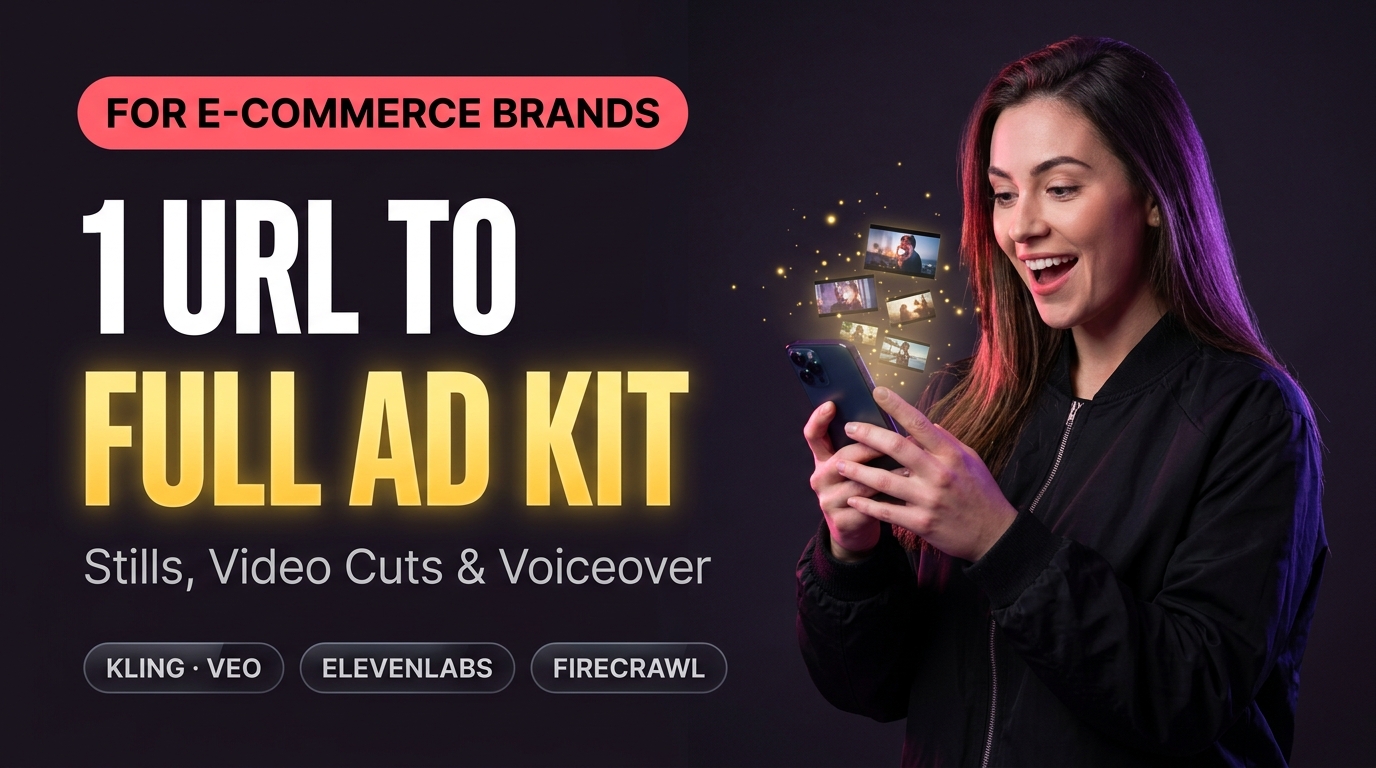 FOR E-COMMERCE BRANDS
1 URL TO
FULL AD KIT
Stills, Video Cuts & Voiceover
KLING · VEO
ELEVENLABS
FIRECRAWL